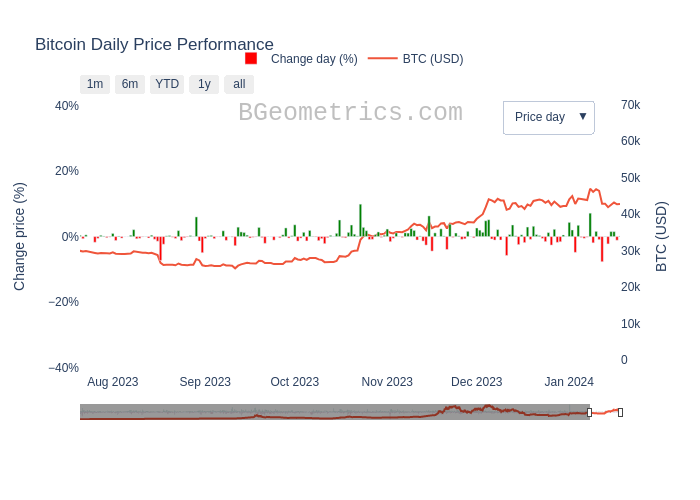 Bitcoin Daily Price Performance
Change day (%)
BTC (USD)
1m
6m
YTD
1y
all
BGeometrics.com
Price day ▼
40%
20%
0%
−20%
−40%
Change price (%)
70k
60k
50k
40k
30k
20k
10k
0
BTC (USD)
Aug 2023
Sep 2023
Oct 2023
Nov 2023
Dec 2023
Jan 2024